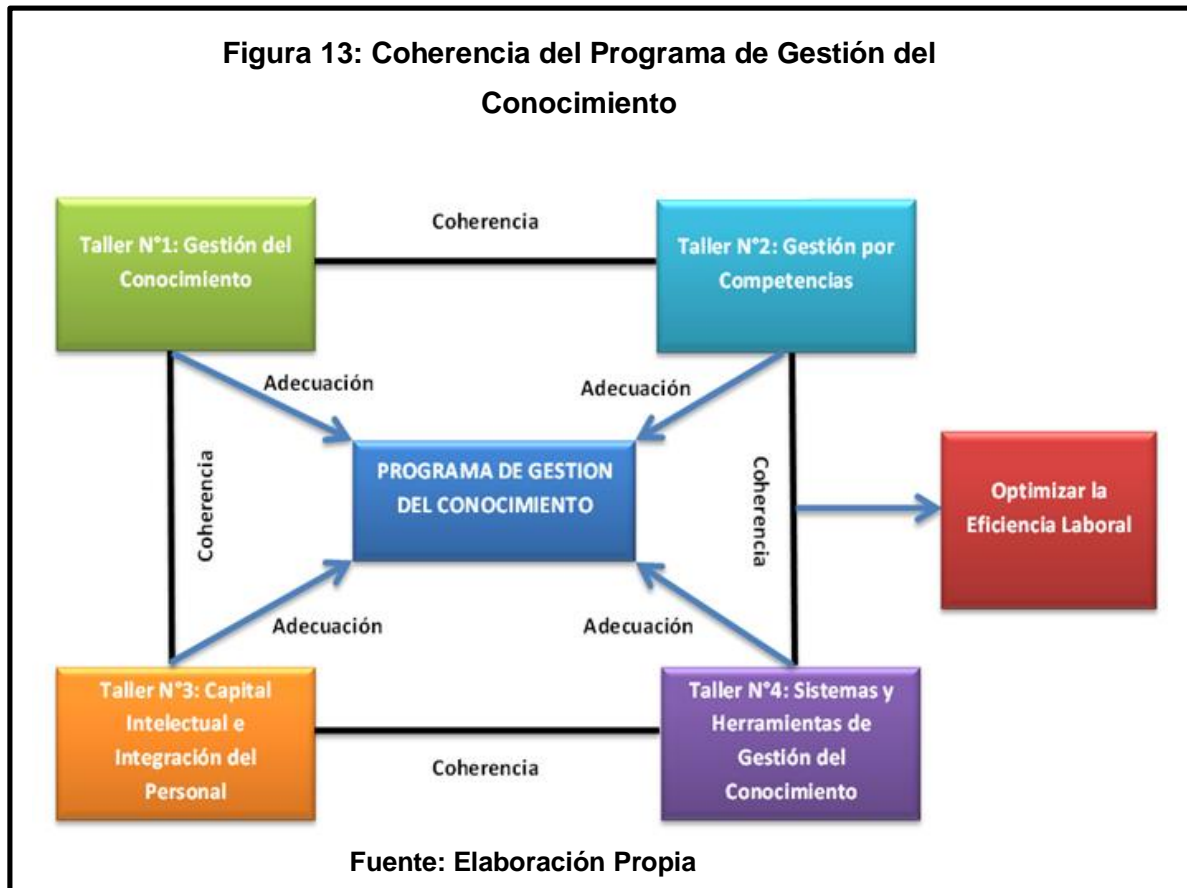 Figura 13: Coherencia del Programa de Gestión del
Conocimiento
Taller N°1: Gestión del
Conocimiento
Coherencia
Taller N°2: Gestión por
Competencias
Adecuación
Adecuación
Coherencia
PROGRAMA DE GESTION
DEL CONOCIMIENTO
Coherencia
Optimizar la
Eficiencia Laboral
Adecuación
Adecuación
Taller N°3: Capital
Intelectual e
Integración del
Personal
Coherencia
Taller N°4: Sistemas y
Herramientas de
Gestión del
Conocimiento
Fuente: Elaboración Propia